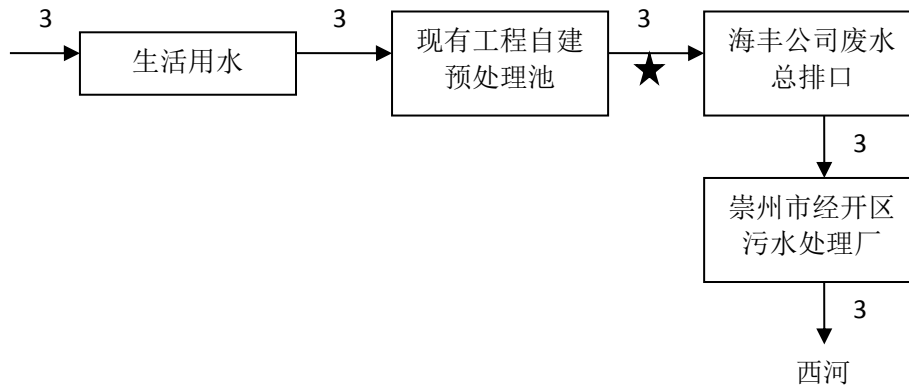 3
生活用水
3
现有工程自建
预处理池
3
海丰公司废水
总排口
3
崇州市经开区
污水处理厂
3
西河